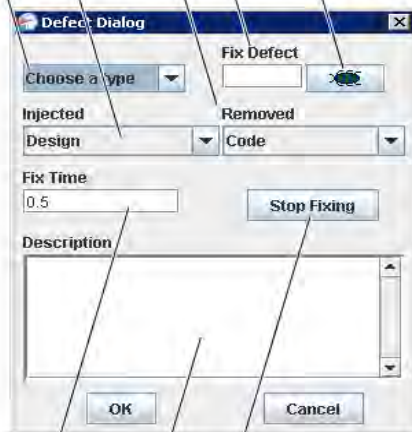 Defect Dialog
Fix Defect
Choose a type
Injected Removed
Design Code
Fix Time
0.5 Stop Fixing
Description
OK Cancel